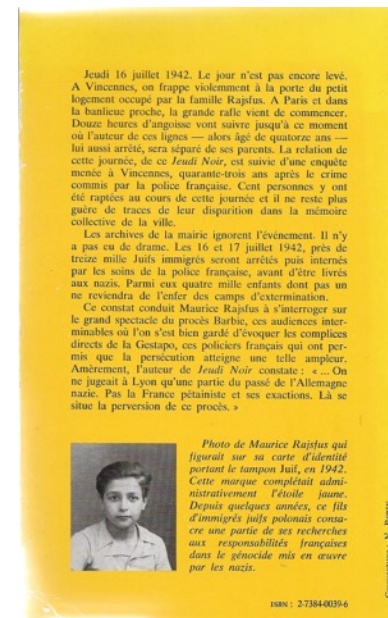 Jeudi 16 juillet 1942. Le jour n'est pas encore levé.
A Vincennes, on frappe violemment à la porte du petit
logement occupé par la famille Rajsfus. A Paris et dans
la banlieue proche, la grande rafle vient de commencer.
Douze heures d'angoisse vont suivre jusqu'à ce moment
où l'auteur de ces lignes — alors âgé de quatorze ans —
lui aussi arrêté, sera séparé de ses parents. La relation de
cette journée, de ce Jeudi Noir, est suivie d'une enquête
menée à Vincennes, quarante-trois ans après le crime
commis par la police française. Cent personnes y ont
été raptées au cours de cette journée et il ne reste plus
guère de traces de leur disparition dans la mémoire
collective de la ville.
Les archives de la mairie ignorent l'événement. Il n'y
a pas eu de drame. Les 16 et 17 juillet 1942, près de
treize mille Juifs immigrés seront arrêtés puis internés
par les soins de la police française, avant d'être livrés
aux nazis. Parmi eux quatre mille enfants dont pas un
ne reviendra de l'enfer des camps d'extermination.
Ce constat conduit Maurice Rajsfus à s'interroger sur
le grand spectacle du procès Barbie, ces audiences inter-
minables où l'on s'est bien gardé d'évoquer les complices
directs de la Gestapo, ces policiers français qui ont per-
mis que la persécution atteigne une telle ampleur.
Amèrement, l'auteur de Jeudi Noir constate : « ... On
ne jugeait à Lyon qu'une partie du passé de l'Allemagne
nazie. Pas la France pétainiste et ses exactions. Là se
situe la perversion de ce procès. »
Photo de Maurice Rajsfus qui
figurait sur sa carte d'identité
portant le tampon Juif, en 1942.
Cette marque complétait admi-
nistrativement l'étoile jaune.
Depuis quelques années, ce fils
d'immigrés juifs polonais consa-
cre une partie de ses recherches
aux responsabilités françaises
dans le génocide mis en œuvre
par les nazis.
ISBN : 2-7384-0039-6